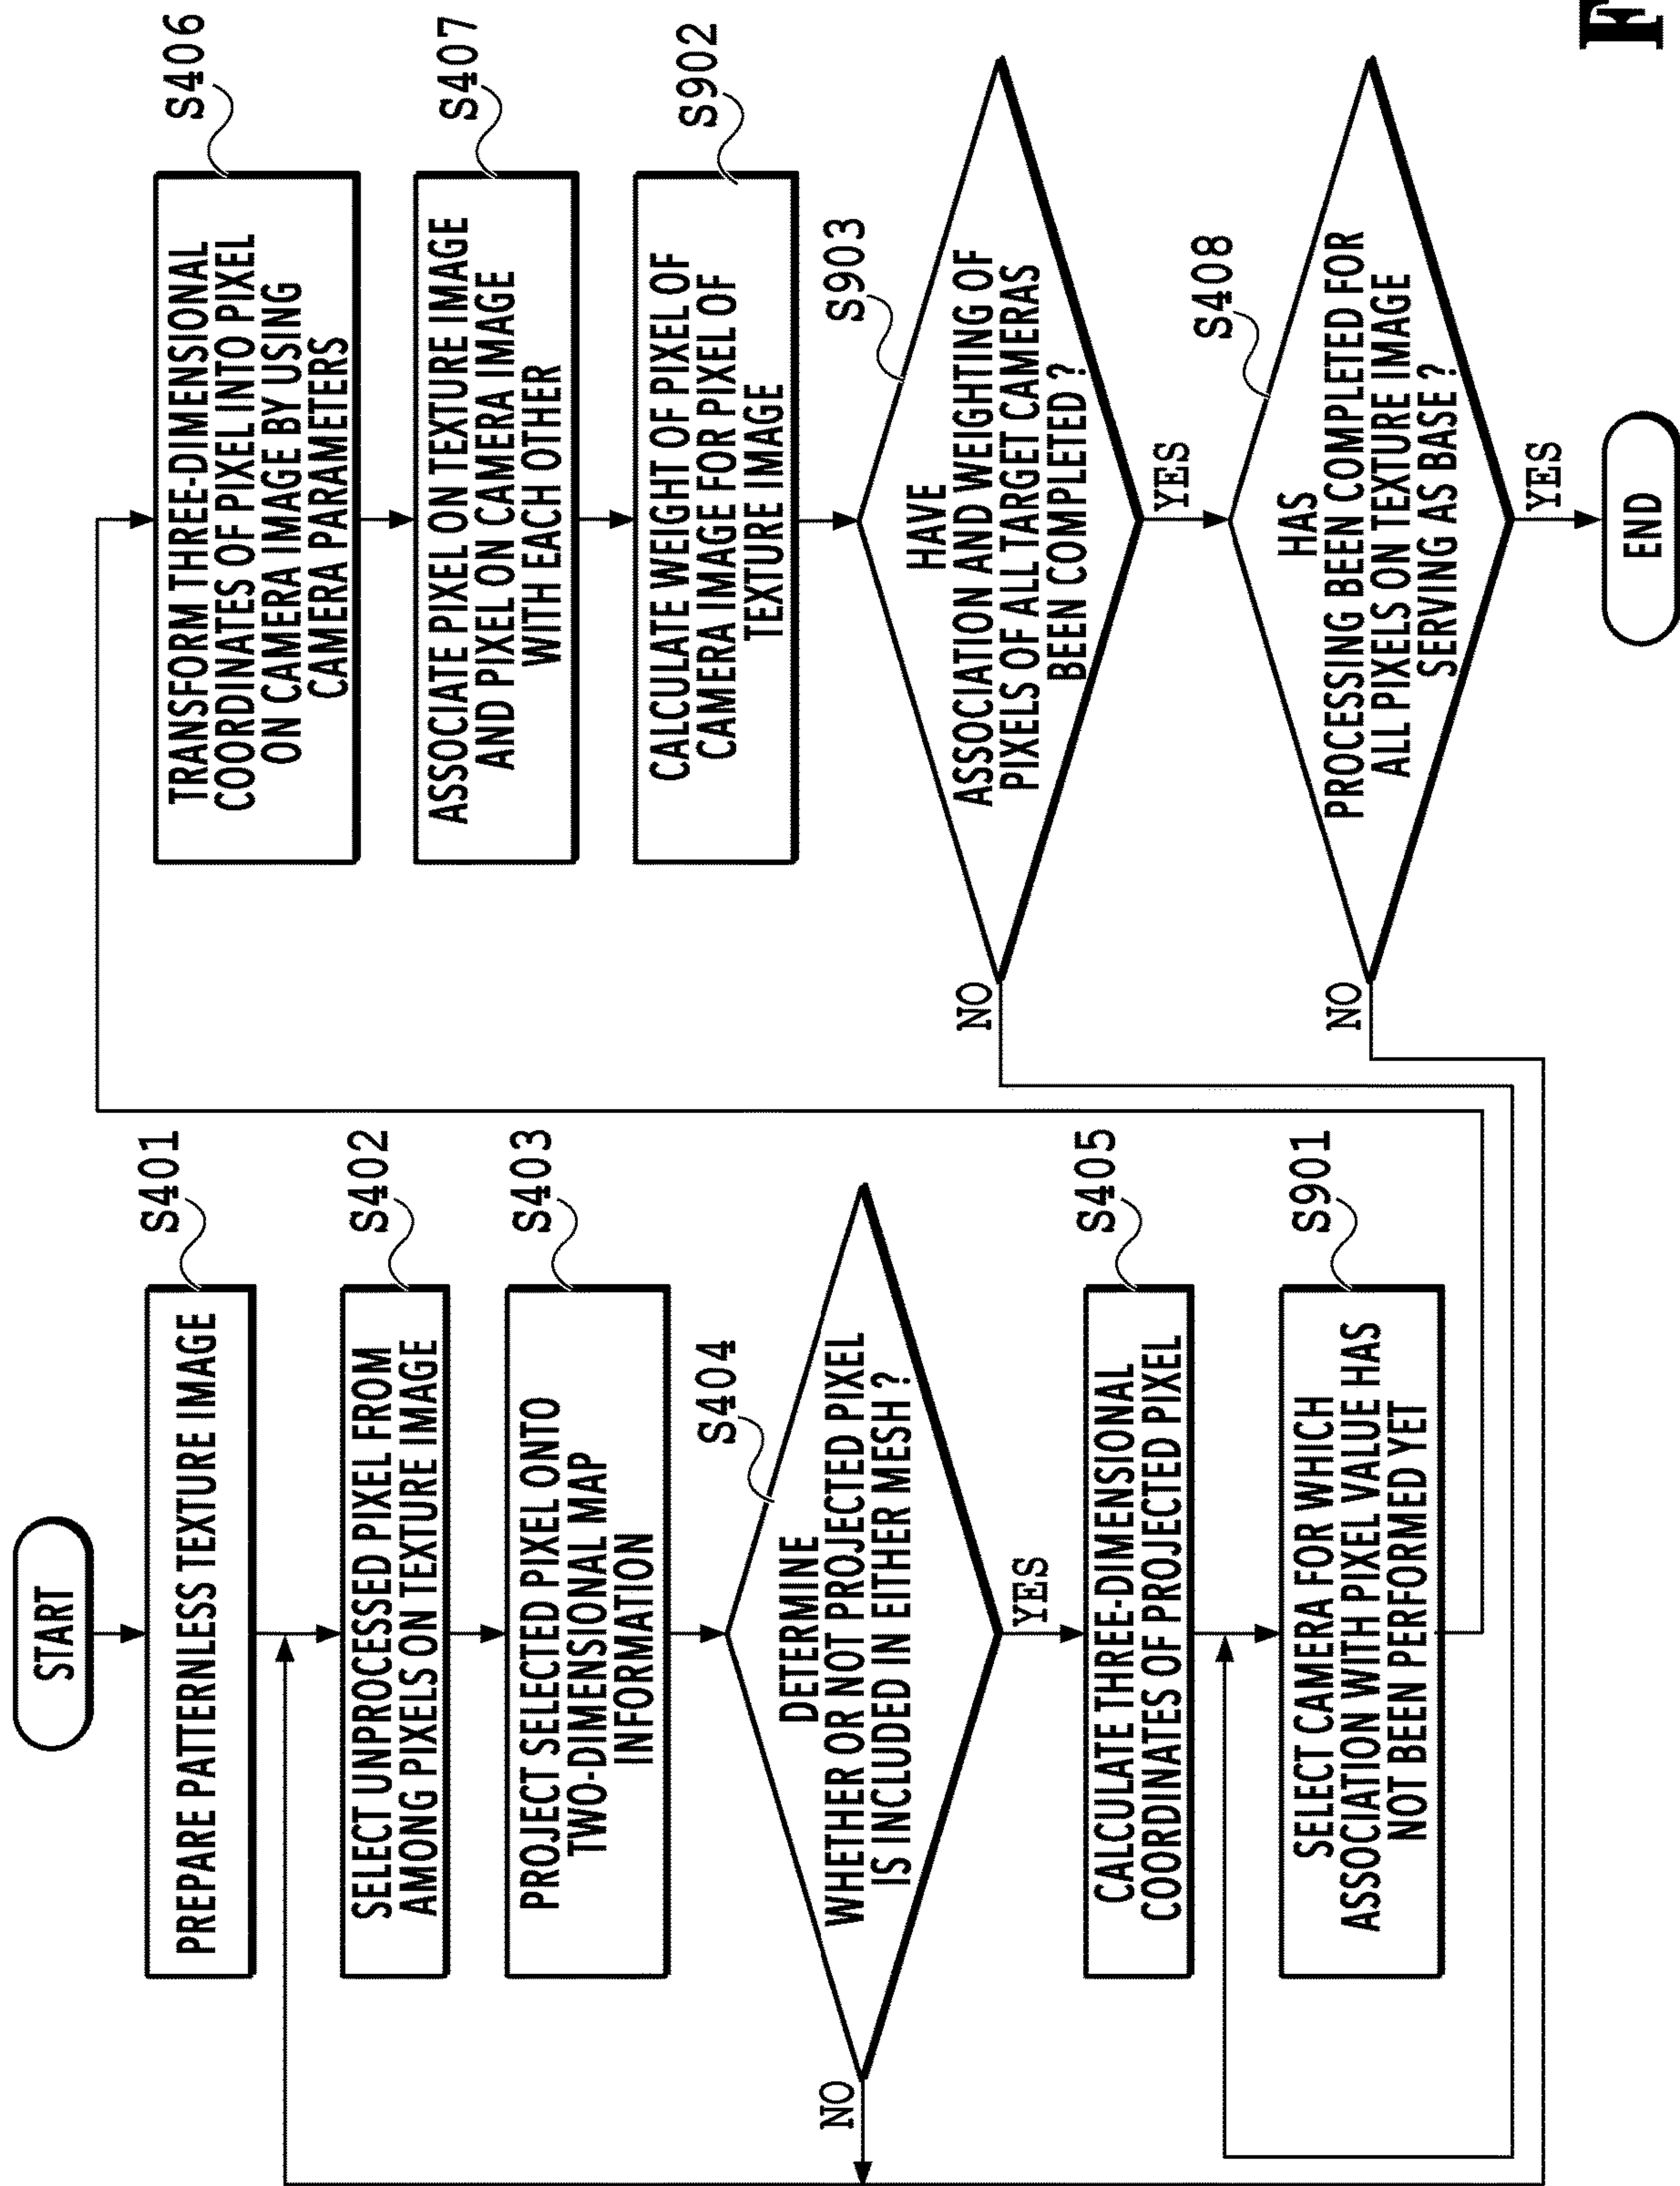 START
S401
PREPARE PATTERNLESS TEXTURE IMAGE
S402
SELECT UNPROCESSED PIXEL FROM
AMONG PIXELS ON TEXTURE IMAGE
S403
PROJECT SELECTED PIXEL ONTO
TWO-DIMENSIONAL MAP
INFORMATION
S404
DETERMINE
WHETHER OR NOT PROJECTED PIXEL
IS INCLUDED IN EITHER MESH ?
NO
YES
S405
CALCULATE THREE-DIMENSIONAL
COORDINATES OF PROJECTED PIXEL
S901
SELECT CAMERA FOR WHICH
ASSOCIATION WITH PIXEL VALUE HAS
NOT BEEN PERFORMED YET
S406
TRANSFORM THREE-DIMENSIONAL
COORDINATES OF PIXEL INTO PIXEL
ON CAMERA IMAGE BY USING
CAMERA PARAMETERS
S407
ASSOCIATE PIXEL ON TEXTURE IMAGE
AND PIXEL ON CAMERA IMAGE
WITH EACH OTHER
S902
CALCULATE WEIGHT OF PIXEL OF
CAMERA IMAGE FOR PIXEL OF
TEXTURE IMAGE
S903
HAVE
ASSOCIATION AND WEIGHTING OF
PIXELS OF ALL TARGET CAMERAS
BEEN COMPLETED ?
NO
YES
S408
HAS
PROCESSING BEEN COMPLETED FOR
ALL PIXELS ON TEXTURE IMAGE
SERVING AS BASE ?
NO
YES
END
F